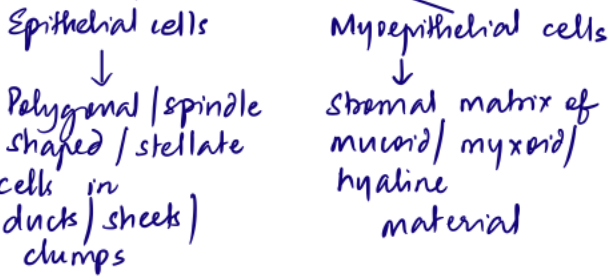 Epithelial cells
↓
Polygonal / spindle
shaped / stellate
cells in
ducts / sheets /
clumps
Myoepithelial cells
↓
Stromal matrix of
mucoid / myxoid /
hyaline
material